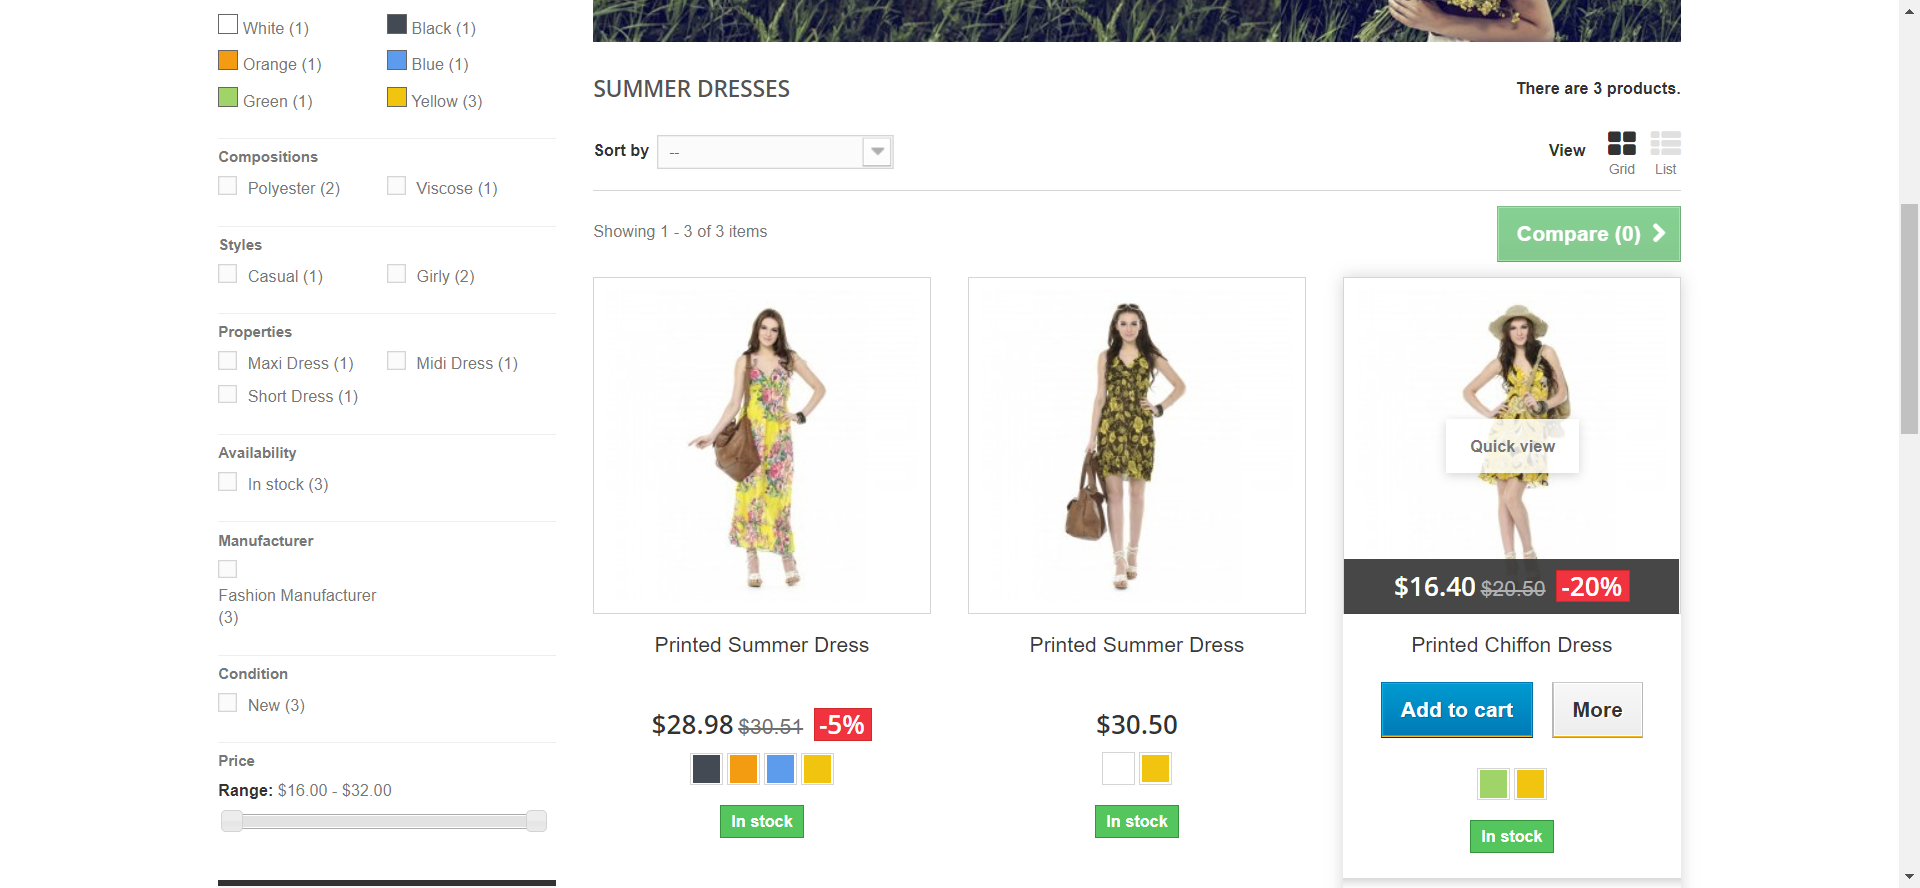 White (1)
Black (1)
Orange (1)
Blue (1)
Green (1)
Yellow (3)
Compositions
Polyester (2)
Viscose (1)
Styles
Casual (1)
Girly (2)
Properties
Maxi Dress (1)
Midi Dress (1)
Short Dress (1)
Availability
In stock (3)
Manufacturer
Fashion Manufacturer
(3)
Condition
New (3)
Price
Range: $16.00 - $32.00
SUMMER DRESSES
There are 3 products.
Sort by
--
View
Grid
List
Showing 1 - 3 of 3 items
Compare (0)
Printed Summer Dress
$28.98 $30.51 -5%
In stock
Printed Summer Dress
$30.50
In stock
Quick view
$16.40 $20.50 -20%
Printed Chiffon Dress
Add to cart
More
In stock